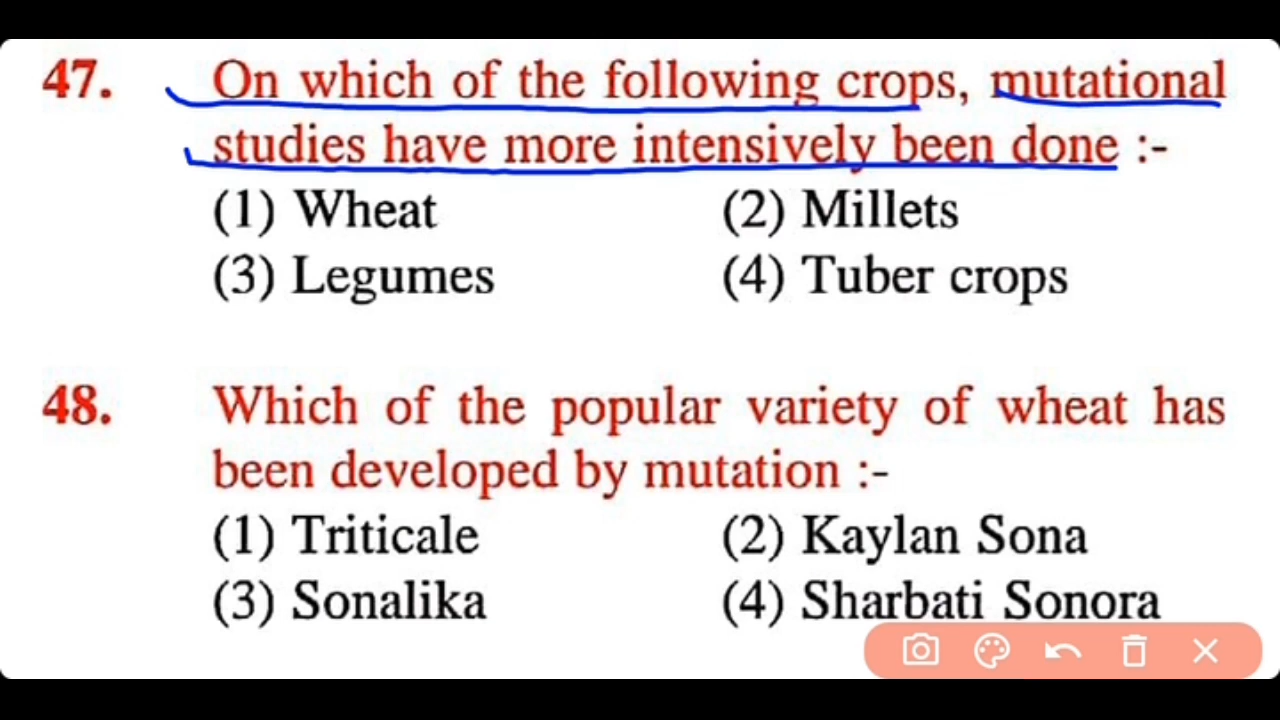 47. On which of the following crops, mutational
studies have more intensively been done :-
(1) Wheat (2) Millets
(3) Legumes (4) Tuber crops
48. Which of the popular variety of wheat has
been developed by mutation :-
(1) Triticale (2) Kaylan Sona
(3) Sonalika (4) Sharbati Sonora